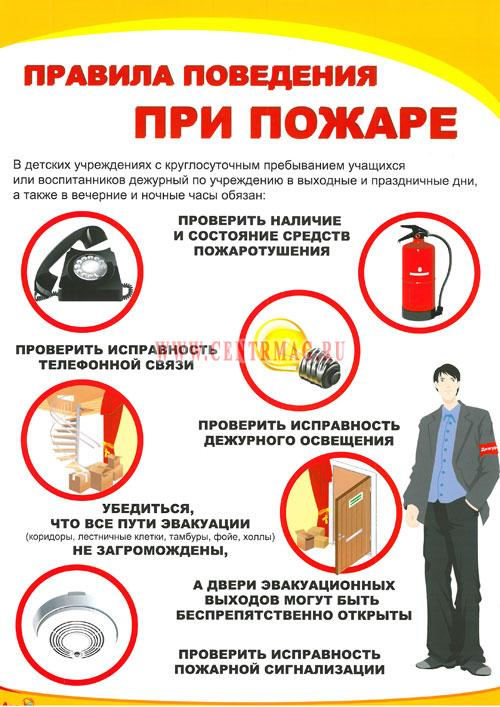 ПРАВИЛА ПОВЕДЕНИЯ
ПРИ ПОЖАРЕ
В детских учреждениях с круглосуточным пребыванием учащихся
или воспитанников дежурный по учреждению в выходные и праздничные дни,
а также в вечерние и ночные часы обязан:
ПРОВЕРИТЬ НАЛИЧИЕ
И СОСТОЯНИЕ СРЕДСТВ
ПОЖАРОТУШЕНИЯ
ПРОВЕРИТЬ ИСПРАВНОСТЬ
ТЕЛЕФОННОЙ СВЯЗИ
WWW.CENTRMAG.RU
ПРОВЕРИТЬ ИСПРАВНОСТЬ
ДЕЖУРНОГО ОСВЕЩЕНИЯ
УБЕДИТЬСЯ,
ЧТО ВСЕ ПУТИ ЭВАКУАЦИИ
(коридоры, лестничные клетки, тамбуры, фойе, холлы)
НЕ ЗАГРОМОЖДЕНЫ,
А ДВЕРИ ЭВАКУАЦИОННЫХ
ВЫХОДОВ МОГУТ БЫТЬ
БЕСПРЕПЯТСТВЕННО ОТКРЫТЫ
ПРОВЕРИТЬ ИСПРАВНОСТЬ
ПОЖАРНОЙ СИГНАЛИЗАЦИИ